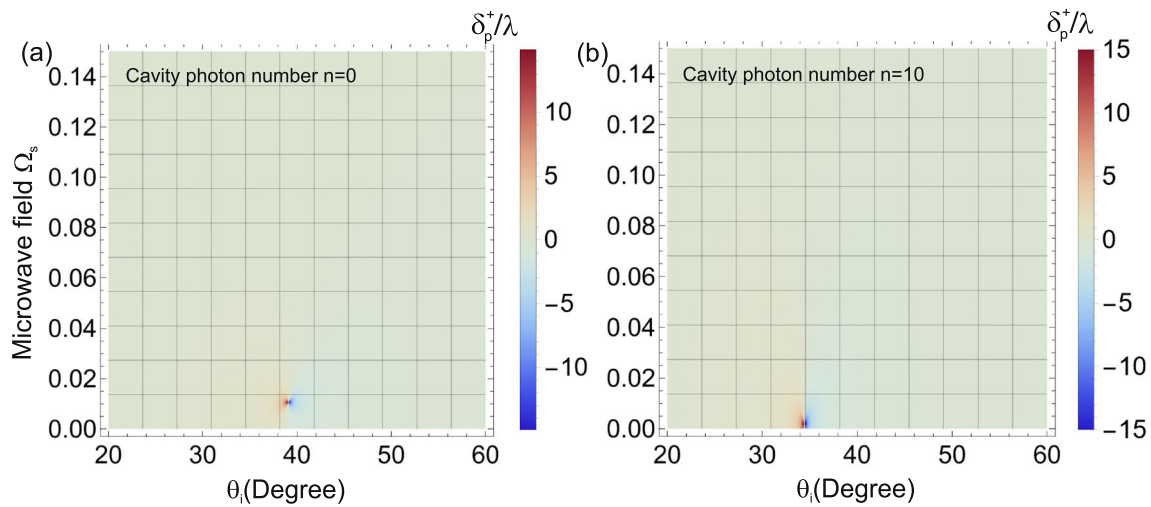 (a)
δₚ⁺/λ
Cavity photon number n=0
Microwave field Ωₛ
0.14
0.12
0.10
0.08
0.06
0.04
0.02
0.00
20 30 40 50 60
θᵢ(Degree)
10
5
0
−5
−10
(b)
δₚ⁺/λ
Cavity photon number n=10
0.14
0.12
0.10
0.08
0.06
0.04
0.02
0.00
20 30 40 50 60
θᵢ(Degree)
15
10
5
0
−5
−10
−15